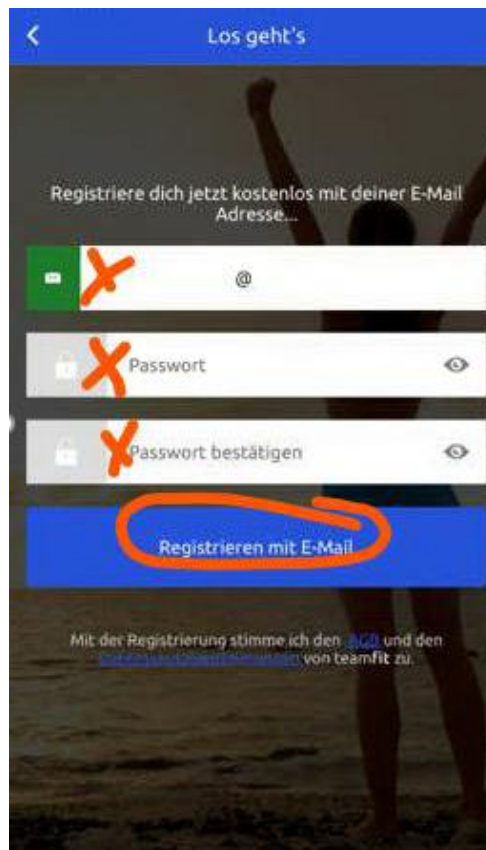 Los geht's
Registriere dich jetzt kostenlos mit deiner E-Mail
Adresse...
@
Passwort
Passwort bestätigen
Registrieren mit E-Mail
Mit der Registrierung stimme ich den AGB und den
von teamfit zu.